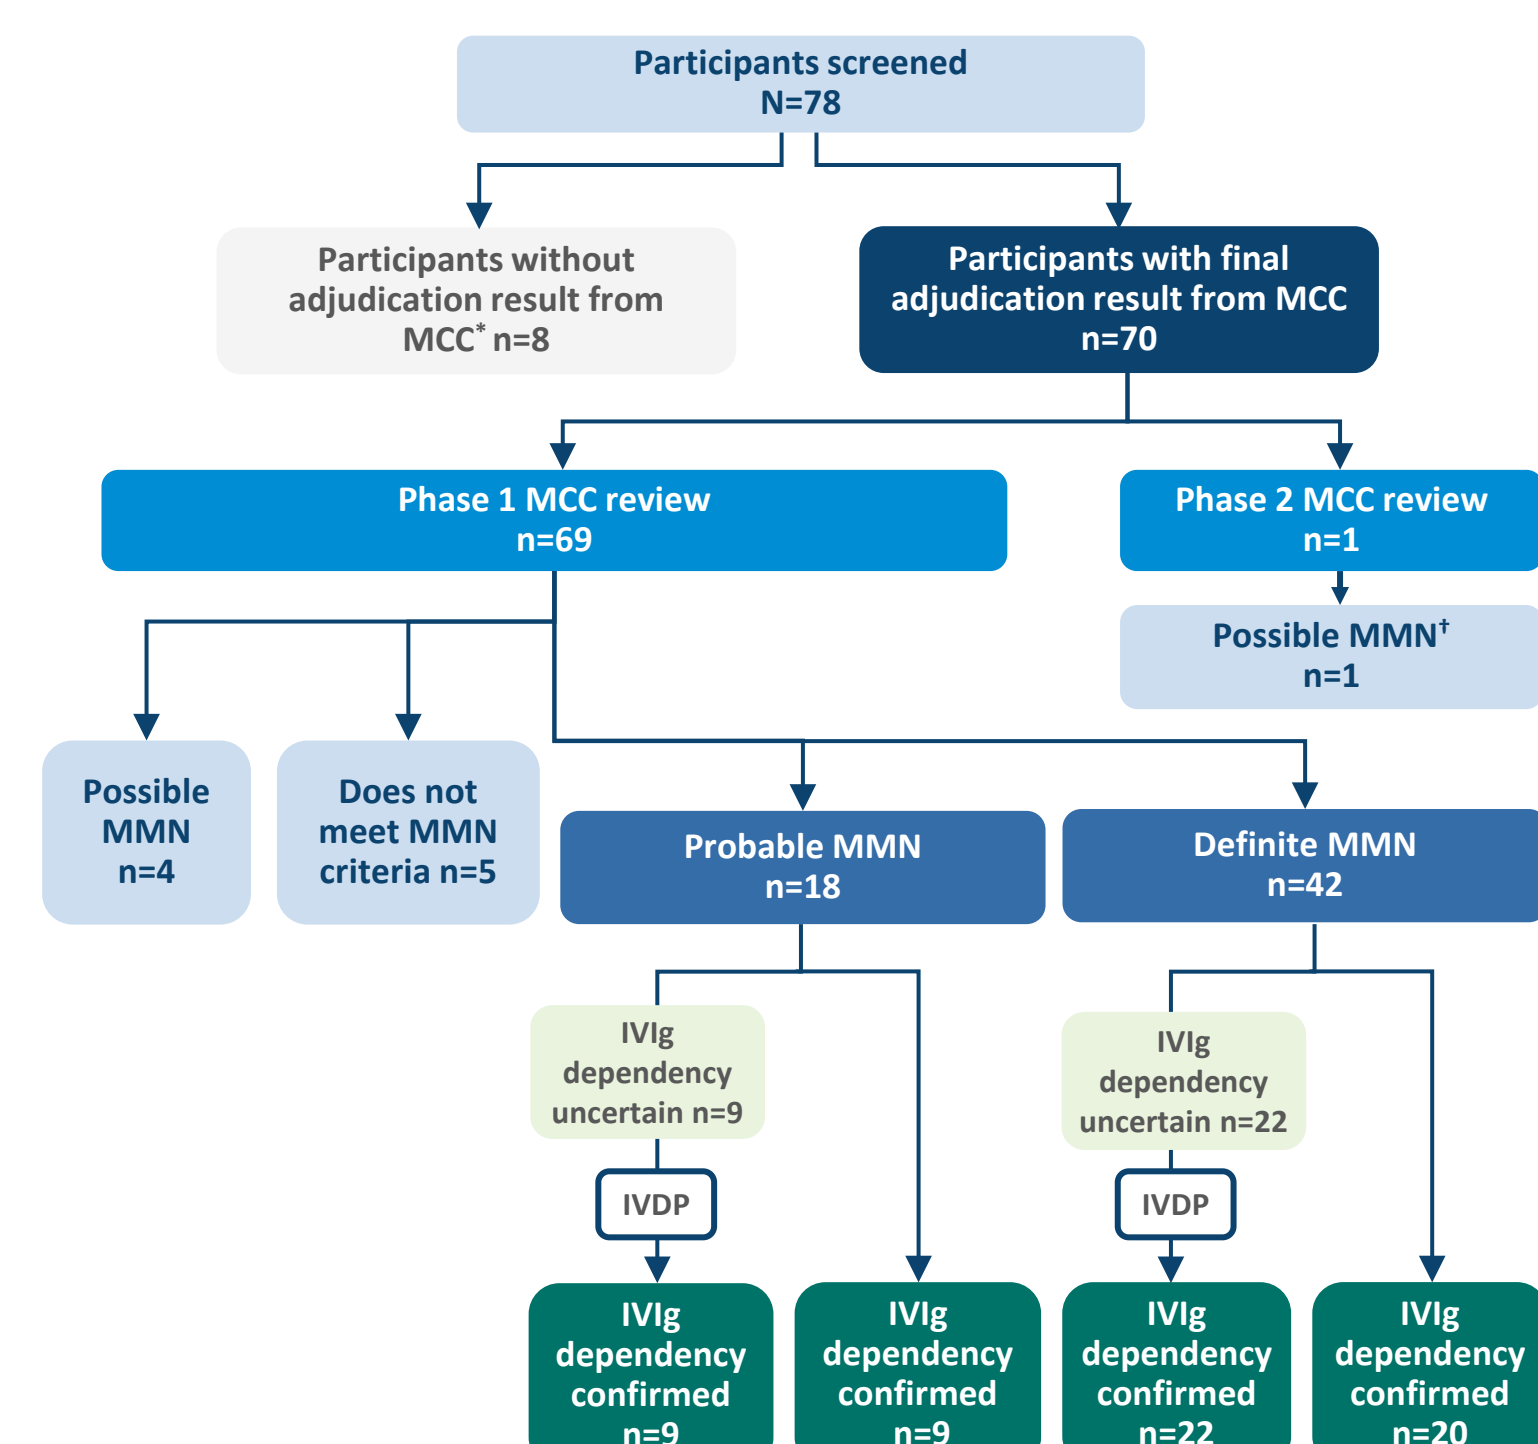 Participants screened
N=78
Participants without
adjudication result from
MCC* n=8
Participants with final
adjudication result from MCC
n=70
Phase 1 MCC review
n=69
Phase 2 MCC review
n=1
Possible MMN†
n=1
Possible
MMN
n=4
Does not
meet MMN
criteria n=5
Probable MMN
n=18
Definite MMN
n=42
IVIg
dependency
uncertain n=9
IVIg
dependency
uncertain n=22
IVDP
IVDP
IVIg
dependency
confirmed
n=9
IVIg
dependency
confirmed
n=9
IVIg
dependency
confirmed
n=22
IVIg
dependency
confirmed
n=20